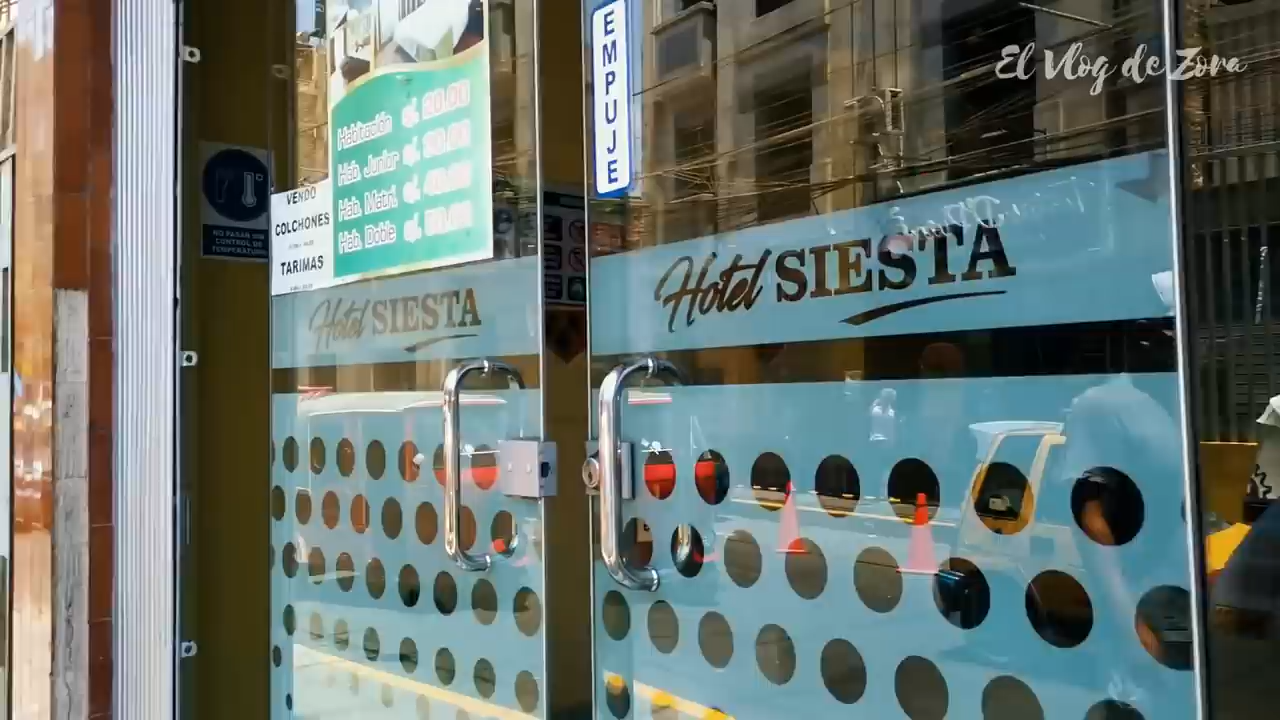 El Vlog de Zora
EMPUJE
Habitación s/. 20.00
Hab. Junior s/. 30.00
Hab. Matri. s/. 40.00
Hab. Doble s/. 50.00
VENDO
COLCHONES
TARIMAS
NO PASAR SIN
CONTROL DE
TEMPERATURA
Hotel SIESTA
Hotel SIESTA